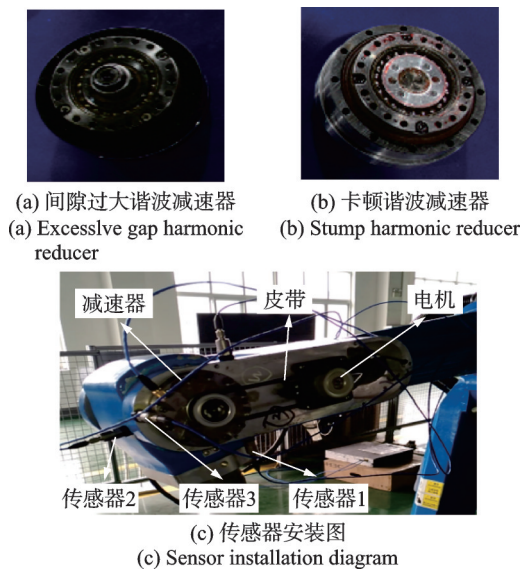 (a) 间隙过大谐波减速器
(a) Excesslve gap harmonic
reducer
(b) 卡顿谐波减速器
(b) Stump harmonic reducer
减速器
皮带
电机
传感器2
传感器3
传感器1
(c) 传感器安装图
(c) Sensor installation diagram